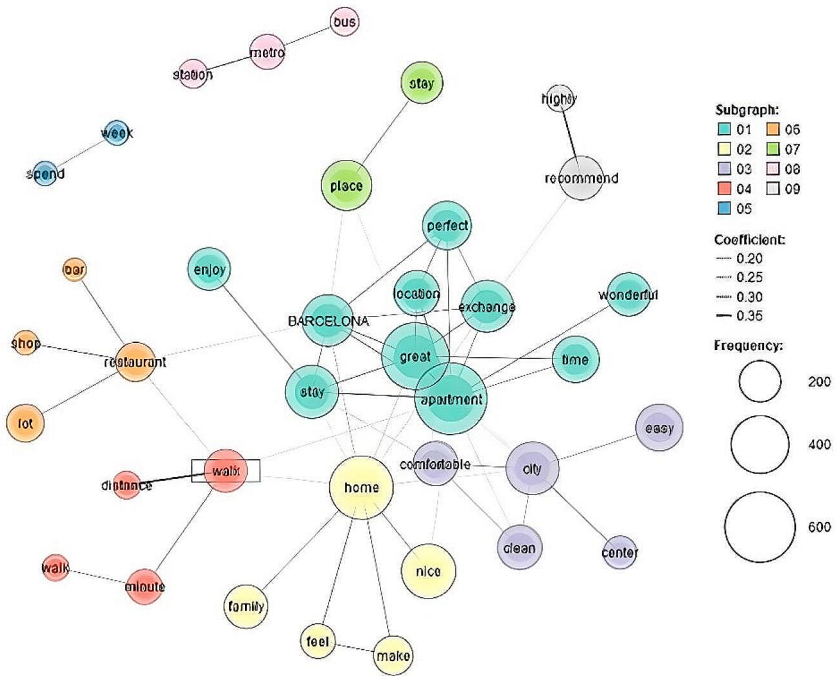 bus
metro
station
stay
highly
week
spend
place
recommend
perfect
enjoy
bar
location
exchange
wonderful
BARCELONA
shop
restaurant
great
time
stay
apartment
lot
easy
walk
comfortable
city
distance
home
clean
center
walk
minute
nice
family
feel
make
Subgraph:
01 06
02 07
03 08
04 09
05
Coefficient:
0.20
0.25
0.30
0.35
Frequency:
200
400
600